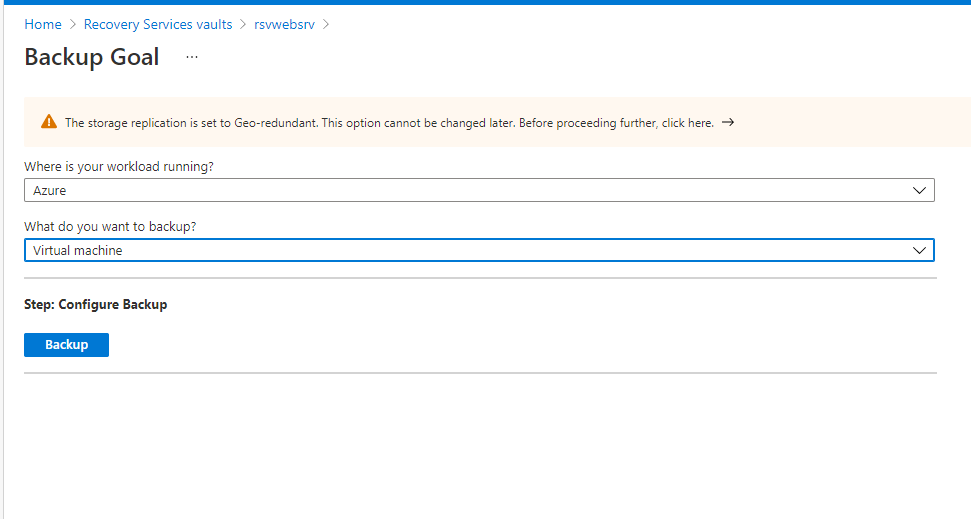 Home > Recovery Services vaults > rsvwebsrv >
Backup Goal ...
The storage replication is set to Geo-redundant. This option cannot be changed later. Before proceeding further, click here. →
Where is your workload running?
Azure
What do you want to backup?
Virtual machine
Step: Configure Backup
Backup